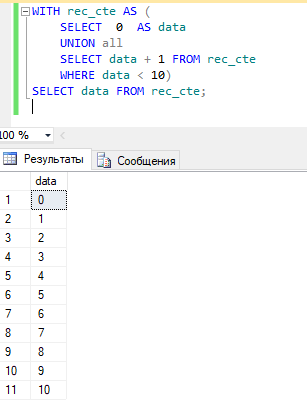 WITH rec_cte AS (
SELECT  0  AS data
UNION all
SELECT data + 1 FROM rec_cte
WHERE data < 10)
SELECT data FROM rec_cte;
100 %
Результаты Сообщения
data
1 0
2 1
3 2
4 3
5 4
6 5
7 6
8 7
9 8
10 9
11 10